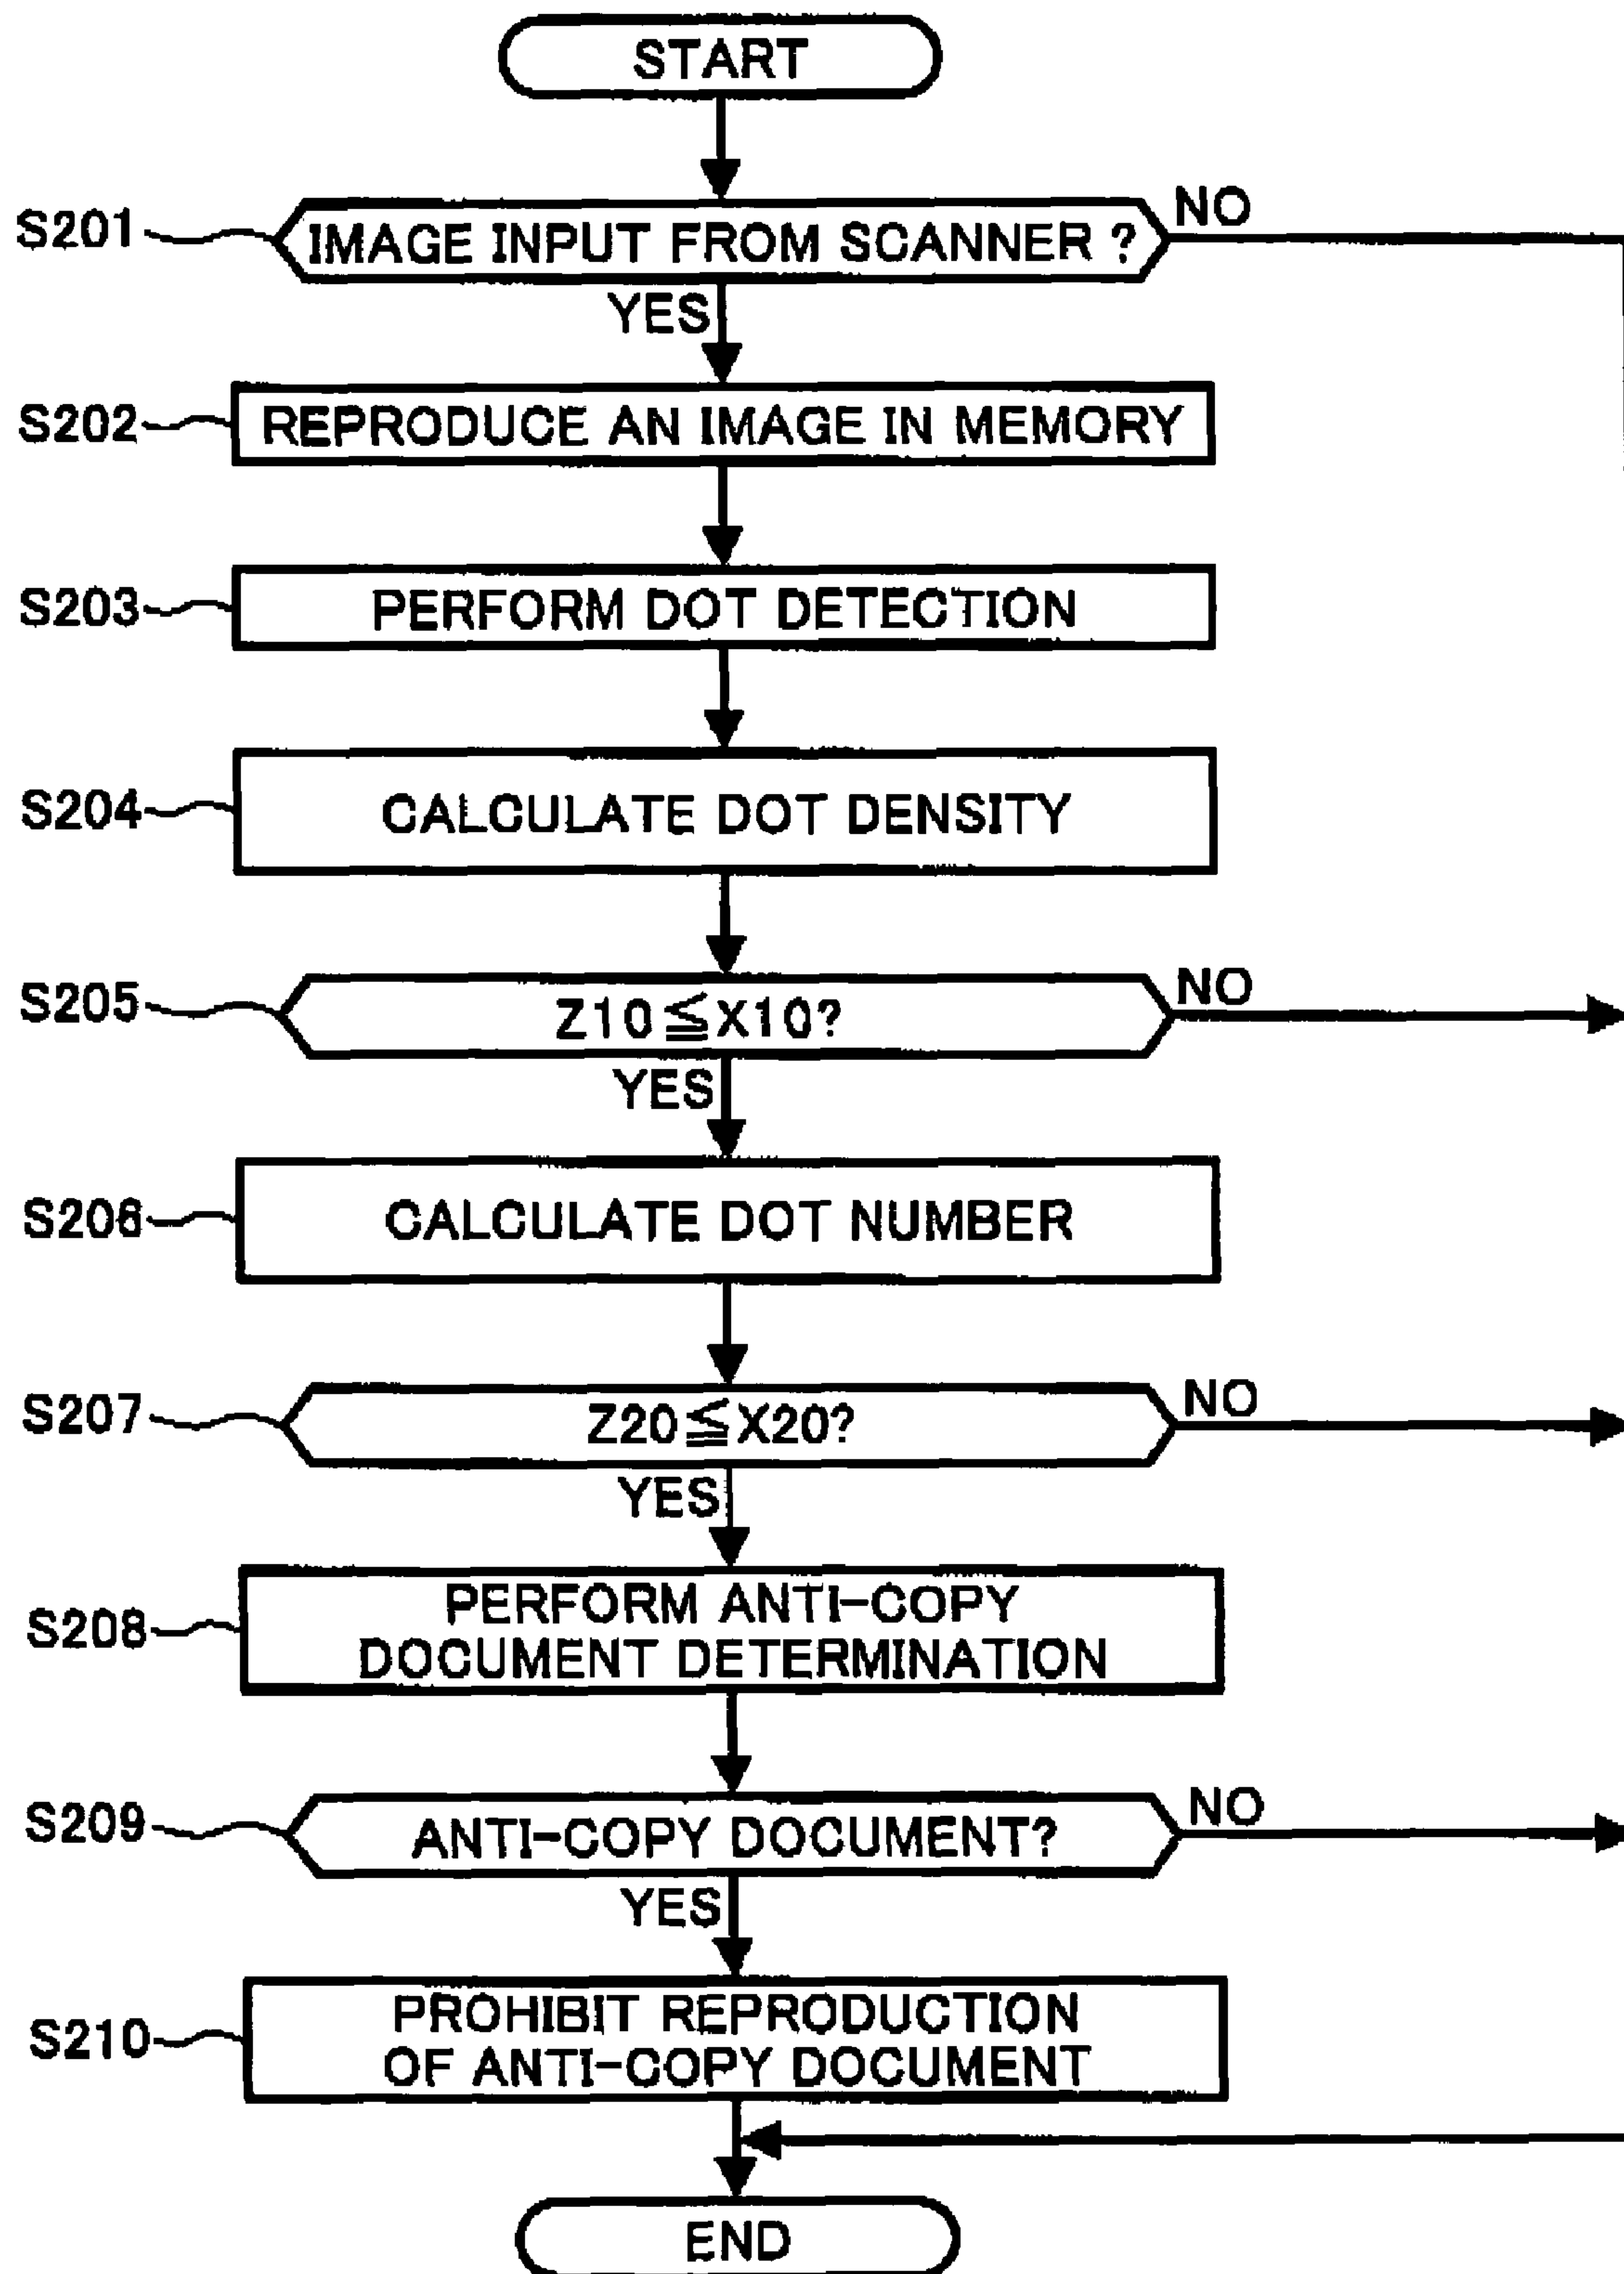 START
S201
IMAGE INPUT FROM SCANNER ?
NO
YES
S202
REPRODUCE AN IMAGE IN MEMORY
S203
PERFORM DOT DETECTION
S204
CALCULATE DOT DENSITY
S205
Z10≦X10?
NO
YES
S206
CALCULATE DOT NUMBER
S207
Z20≦X20?
NO
YES
S208
PERFORM ANTI-COPY
DOCUMENT DETERMINATION
S209
ANTI-COPY DOCUMENT?
NO
YES
S210
PROHIBIT REPRODUCTION
OF ANTI-COPY DOCUMENT
END